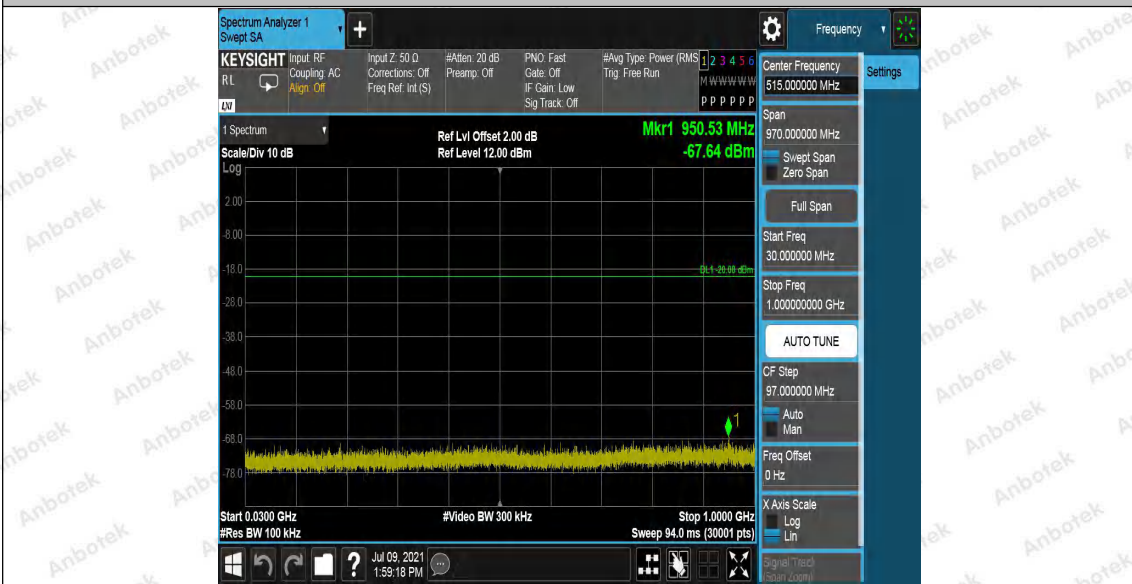 Spectrum Analyzer 1
Swept SA
+
Frequency
KEYSIGHT
RL
LXI
Input: RF
Coupling: AC
Align: Off
Input Z: 50 Ω
Corrections: Off
Freq Ref: Int (S)
#Atten: 20 dB
Preamp: Off
PNO: Fast
Gate: Off
IF Gain: Low
Sig Track: Off
#Avg Type: Power (RMS
Trig: Free Run
1 2 3 4 5 6
M W W W W W
P P P P P P
1 Spectrum
Scale/Div 10 dB
Ref Lvl Offset 2.00 dB
Ref Level 12.00 dBm
Mkr1 950.53 MHz
-67.64 dBm
Log
2.00
-8.00
-18.0
DL1 -20.00 dBm
-28.0
-38.0
-48.0
-58.0
1
-68.0
-78.0
Start 0.0300 GHz
#Video BW 300 kHz
Stop 1.0000 GHz
#Res BW 100 kHz
Sweep 94.0 ms (30001 pts)
?
Jul 09, 2021
1:59:18 PM
Center Frequency
515.000000 MHz
Settings
Span
970.000000 MHz
Swept Span
Zero Span
Full Span
Start Freq
30.000000 MHz
Stop Freq
1.000000000 GHz
AUTO TUNE
CF Step
97.000000 MHz
Auto
Man
Freq Offset
0 Hz
X Axis Scale
Log
Lin
Signal Track
(Span Zoom)
Anbotek